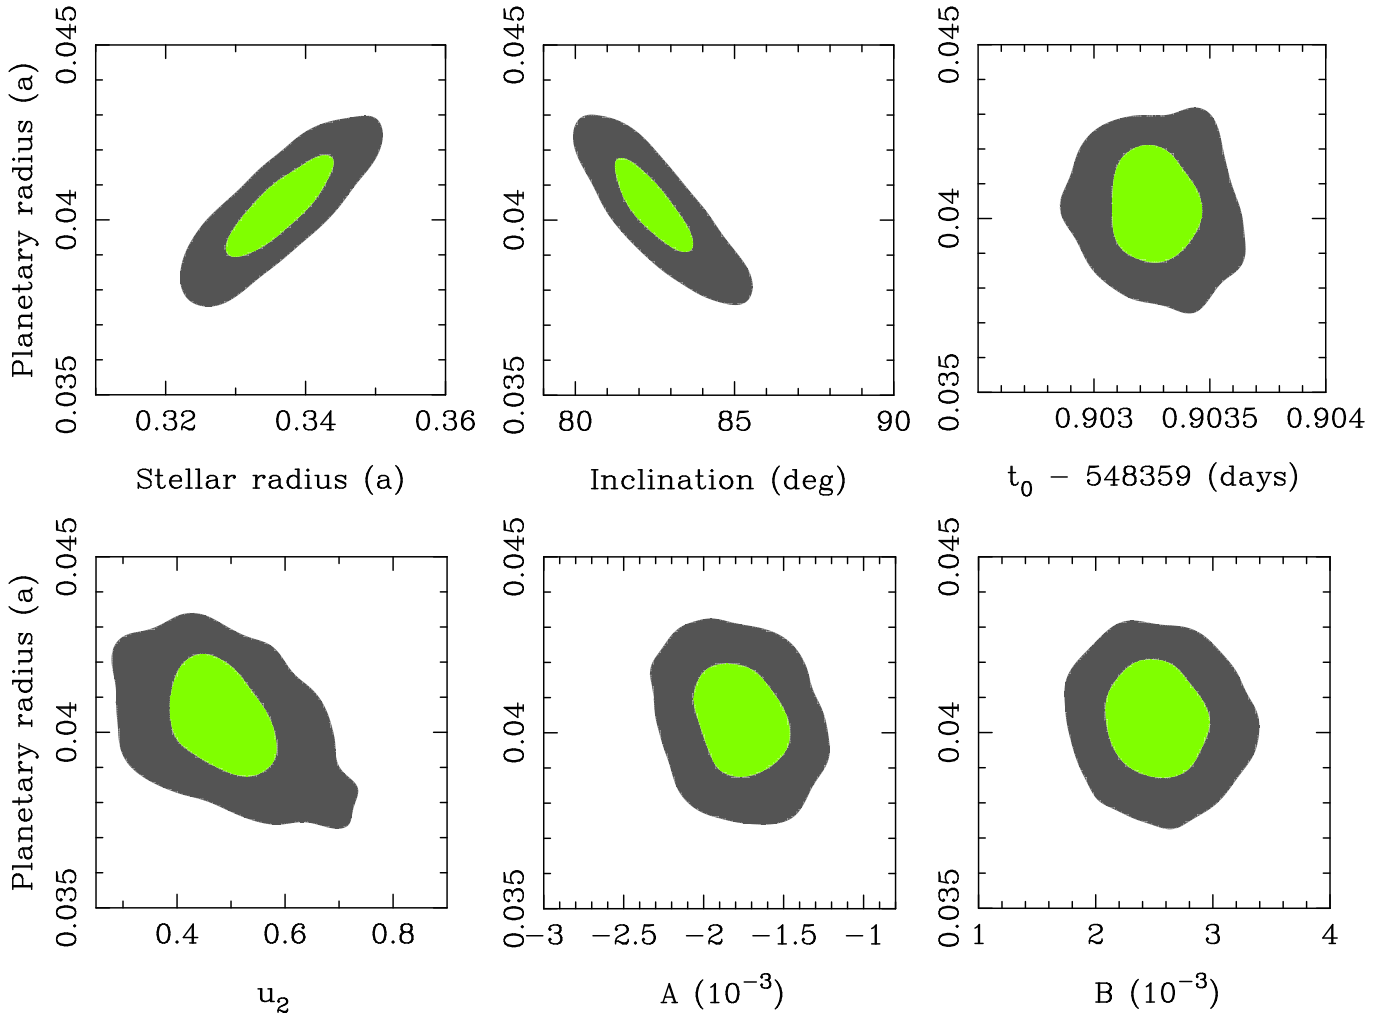 Planetary radius (a)
0.045
0.04
0.035
0.32 0.34 0.36
Stellar radius (a)
0.045
0.04
0.035
80 85 90
Inclination (deg)
0.045
0.04
0.035
0.903 0.9035 0.904
t₀ − 548359 (days)
Planetary radius (a)
0.045
0.04
0.035
0.4 0.6 0.8
u₂
0.045
0.04
0.035
−3 −2.5 −2 −1.5 −1
A (10⁻³)
0.045
0.04
0.035
1 2 3 4
B (10⁻³)